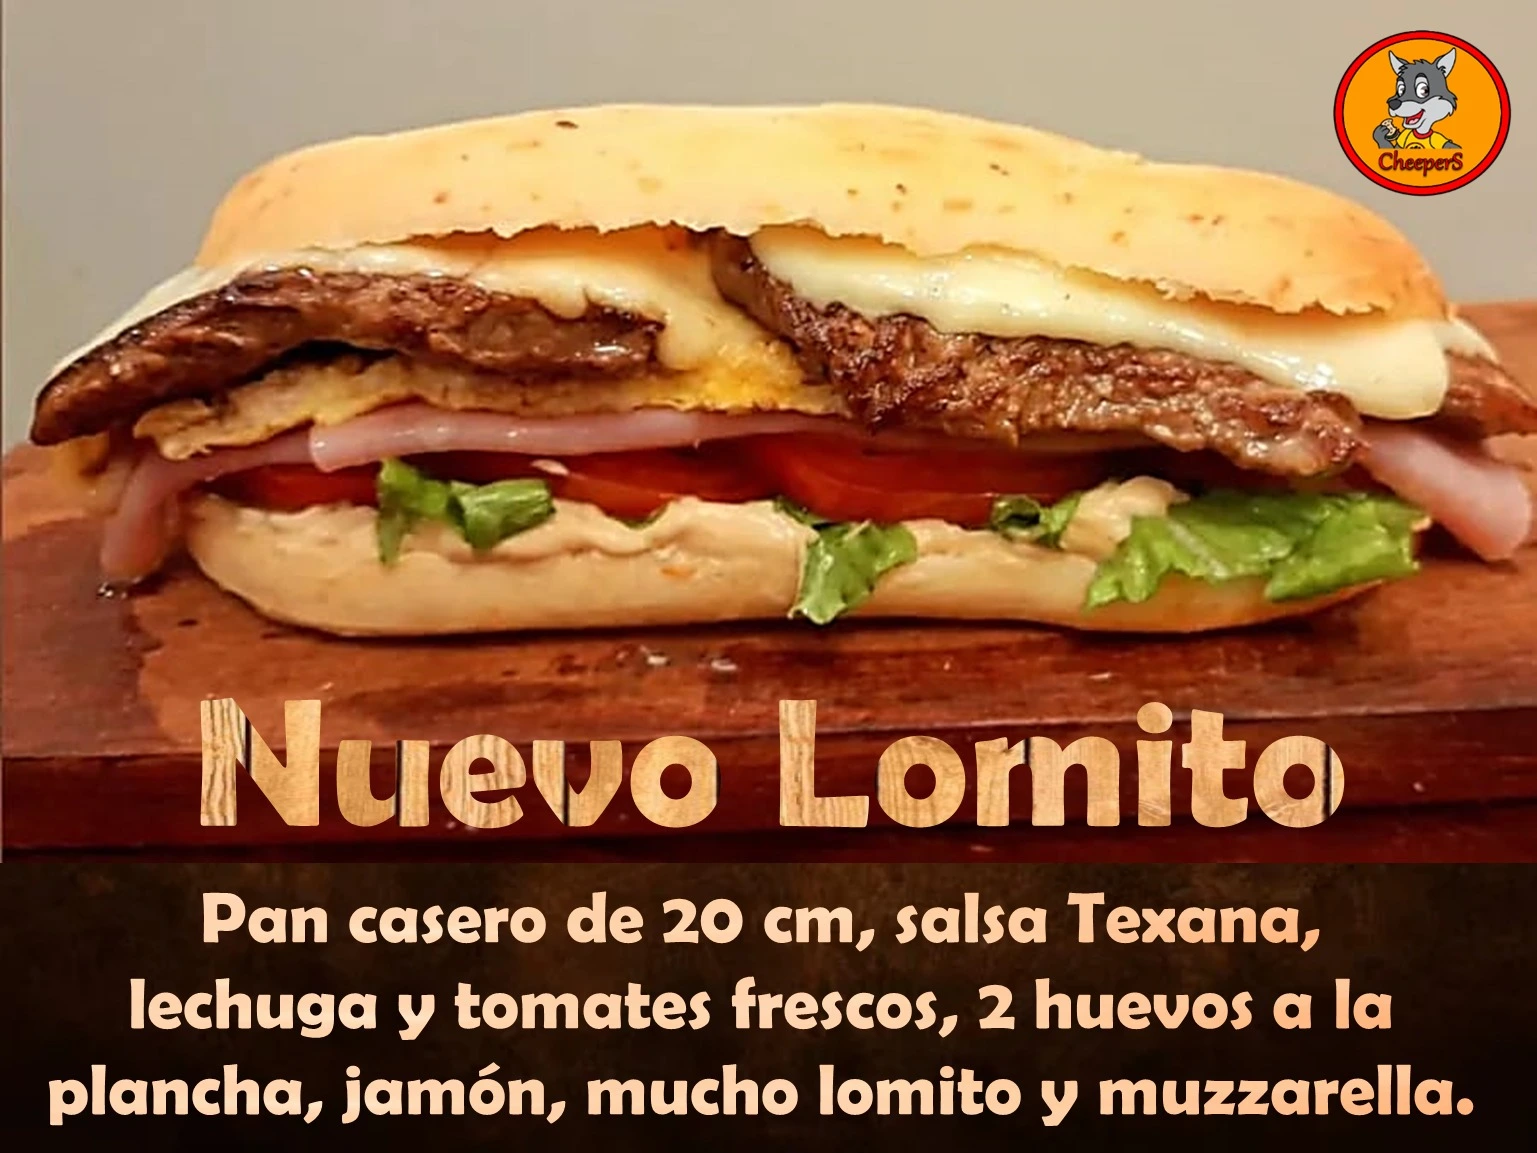 CheeperS
Nuevo Lomito
Pan casero de 20 cm, salsa Texana,
lechuga y tomates frescos, 2 huevos a la
plancha, jamón, mucho lomito y muzzarella.